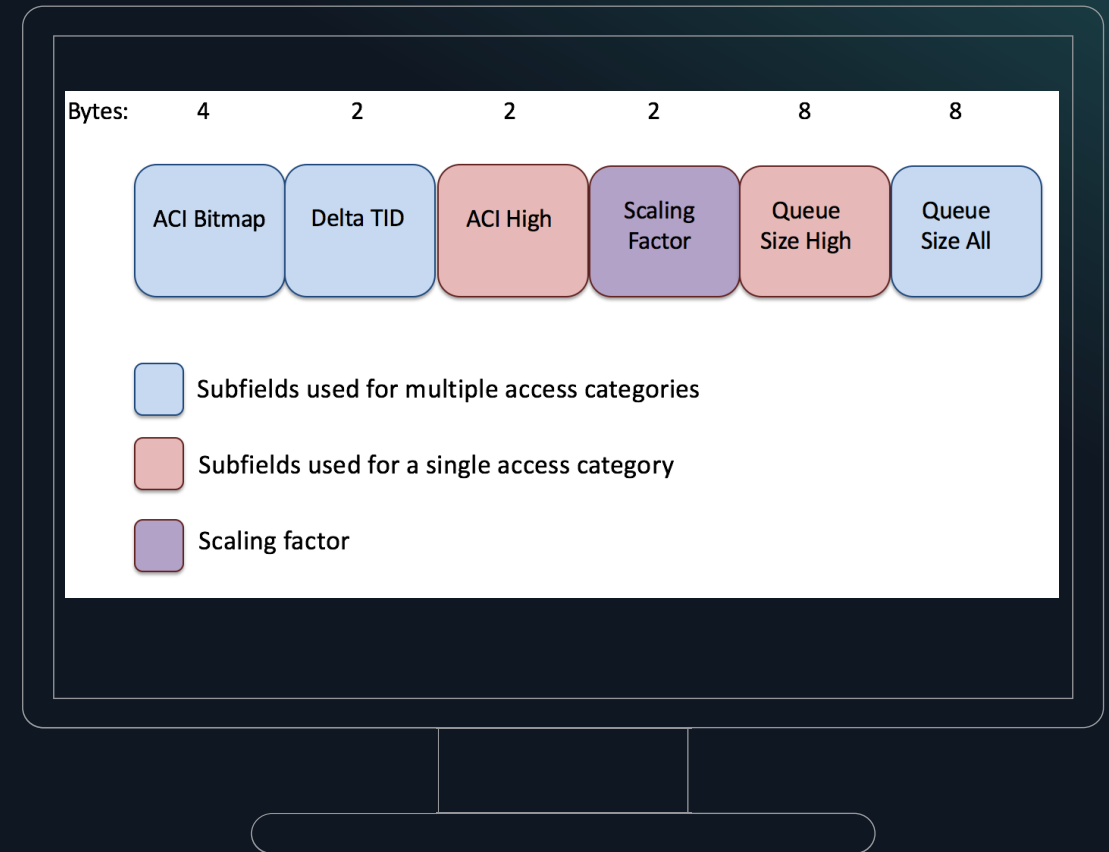 Bytes: 4 2 2 2 8 8
ACI Bitmap Delta TID ACI High Scaling Factor Queue Size High Queue Size All
Subfields used for multiple access categories
Subfields used for a single access category
Scaling factor